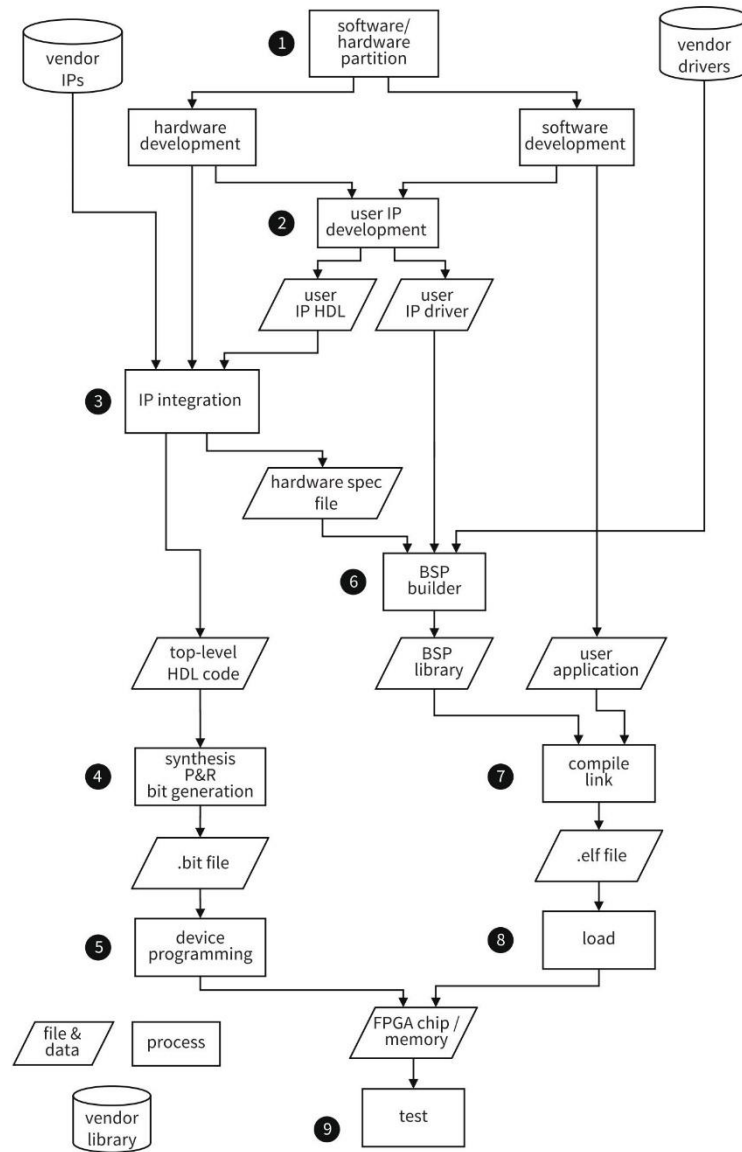 vendor
IPs
1
software/
hardware
partition
vendor
drivers
hardware
development
software
development
2
user IP
development
user
IP HDL
user
IP driver
3
IP integration
hardware spec
file
6
BSP
builder
top-level
HDL code
BSP
library
user
application
4
synthesis
P&R
bit generation
7
compile
link
.bit file
.elf file
5
device
programming
8
load
file &
data
process
FPGA chip /
memory
vendor
library
9
test